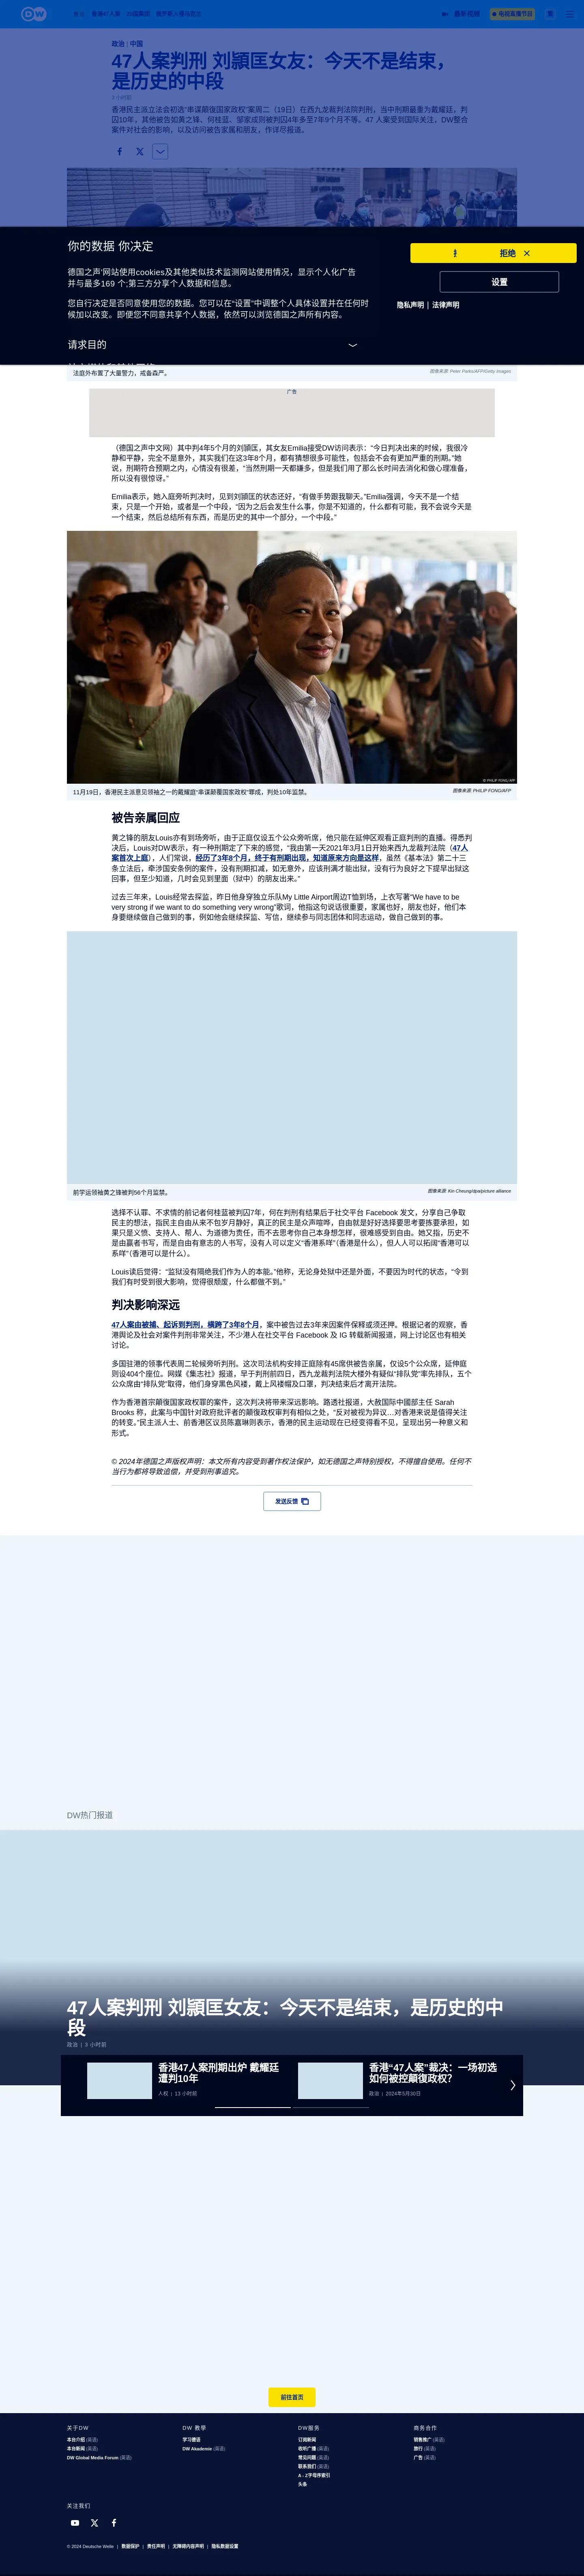 DW
香港47人案
最新视频
电视直播节目
政治 | 中国
47人案判刑 刘頴匡女友：今天不是结束，
是历史的中段
香港民主派立法会初选“串谋颠复国家政权”案周二（19日）在西九龙裁判法院判刑。当中刑期最重为戴耀廷，判
囚10年，其他被告如黄之锋、何桂蓝、邹家成则被判囚4年多至7年9个月不等。47 人案受到国际关注，DW整合
案件对社会的影响，以及访问被告家属和朋友，作详尽报道。
你的数据 你决定
德国之声'网站使用cookies及其他类似技术监测网站使用情况，显示个人化广告
并与最多169 个;第三方分享个人数据和信息。
您自行决定是否同意使用您的数据。您可以在“设置”中调整个人具体设置并在任何时
候加以改变。即便您不同意共享个人数据，依然可以浏览德国之声所有内容。
请求目的
拒绝
设置
隐私声明 | 法律声明
法庭外布置了大量警力，戒备森严。
图像来源: Peter Parks/AFP/Getty Images
广告
（德国之声中文网）其中判4年5个月的刘頴匡，其女友Emilia接受DW访问表示：“今日判决出来的时候，我很冷
静和平静，完全不是意外，其实我们在这3年8个月，都有猜想很多可能性，包括会不会有更加严重的刑期。”她
说，刑期符合预期之内，心情没有很差，“当然刑期一天都嫌多，但是我们用了那么长时间去消化和做心理准备，
所以没有很惊讶。”
Emilia表示，她入庭旁听判决时，见到刘頴匡的状态还好，“有做手势跟我聊天。”Emilia强调，今天不是一个结
束，只是一个开始，或者是一个中段，“因为之后会发生什么事，你是不知道的，什么都有可能，我不会说今天是
一个结束，然后总结所有东西，而是历史的其中一个部分，一个中段。”
© PHILIP FONG / AFP
11月19日，香港民主派意见领袖之一的戴耀庭“串谋颠覆国家政权”罪成，判处10年监禁。
图像来源: PHILIP FONG/AFP
被告亲属回应
黄之锋的朋友Louis亦有到场旁听，由于正庭仅设五个公众旁听席，他只能在延伸区观看正庭判刑的直播。得悉判
决后，Louis对DW表示，有一种刑期定了下来的感觉，“我由第一天2021年3月1日开始来西九龙裁判法院（47人
案首次上庭），人们常说，经历了3年8个月，终于有刑期出现，知道原来方向是这样，虽然《基本法》第二十三
条立法后，牵涉国安条例的案件，会没有刑期扣减，如无意外，应该刑满才能出狱，没有行为良好之下提早出狱这
回事，但至少知道，几时会见到里面（狱中）的朋友出来。”
过去三年来，Louis经常去探监，昨日他身穿独立乐队My Little Airport周边T恤到场，上衣写著“We have to be
very strong if we want to do something very wrong”歌词，他指这句说话很重要，家属也好，朋友也好，他们本
身要继续做自己做到的事，例如他会继续探监、写信，继续参与同志团体和同志运动，做自己做到的事。
前学运领袖黄之锋被判56个月监禁。
图像来源: Kin Cheung/dpa/picture alliance
选择不认罪、不求情的前记者何桂蓝被判囚7年，何在判刑有结果后于社交平台 Facebook 发文，分享自己争取
民主的想法，指民主自由从来不包岁月静好，真正的民主是众声喧哗，自由就是好好选择要思考要拣要承担，如
果只是义愤、支持人、帮人、为道德为责任，而不去思考你自己本身想怎样，很难感受到自由。她又指，历史不
是由赢者书写，而是自由有意志的人书写，没有人可以定义“香港系咩”（香港是什么），但人人可以拓阔“香港可以
系咩”（香港可以是什么）。
Louis读后觉得：“监狱没有隔绝我们作为人的本能。”他称，无论身处狱中还是外面，不要因为时代的状态，“令到
我们有时受到很大影响，觉得很颓废，什么都做不到。”
判决影响深远
47人案由被捕、起诉到判刑，横跨了3年8个月，案中被告过去3年来因案件保释或须还押。根据记者的观察，香
港舆论及社会对案件判刑非常关注，不少港人在社交平台 Facebook 及 IG 转载新闻报道，网上讨论区也有相关
讨论。
多国驻港的领事代表周二轮候旁听判刑。这次司法机构安排正庭除有45席供被告亲属，仅设5个公众席，延伸庭
则设404个座位。网媒《集志社》报道，早于判刑前四日，西九龙裁判法院大楼外有疑似“排队党”率先排队，五个
公众席由“排队党”取得，他们身穿黑色风楼，戴上风楼帽及口罩，判决结束后才离开法院。
作为香港首宗颠復国家政权罪的案件，这次判决将带来深远影响。路透社报道，大赦国际中國部主任 Sarah
Brooks 称，此案与中国针对政府批评者的颠復政权审判有相似之处，“反对被视为异议…对香港来说是值得关注
的转变。”民主派人士、前香港区议员陈嘉琳则表示，香港的民主运动现在已经变得看不见，呈现出另一种意义和
形式。
© 2024年德国之声版权声明：本文所有内容受到著作权法保护，如无德国之声特别授权，不得擅自使用。任何不
当行为都将导致追偿，并受到刑事追究。
发送反馈
DW热门报道
47人案判刑 刘頴匡女友：今天不是结束，是历史的中
段
政治 | 3 小时前
香港47人案刑期出炉 戴耀廷
遭判10年
人权 | 13 小时前
香港“47人案”裁决：一场初选
如何被控颠復政权？
政治 | 2024年5月30日
前往首页
关于DW
本台介绍 (英语)
本台新闻 (英语)
DW Global Media Forum (英语)
DW 教學
学习德语
DW Akademie (英语)
DW服务
订阅新闻
收听广播 (英语)
常见问题 (英语)
联系我们 (英语)
A - Z字母序索引
头条
商务合作
销售推广 (英语)
旅行 (英语)
广告 (英语)
关注我们
© 2024 Deutsche Welle | 数据保护 | 责任声明 | 无障碍内容声明 | 隐私数据设置